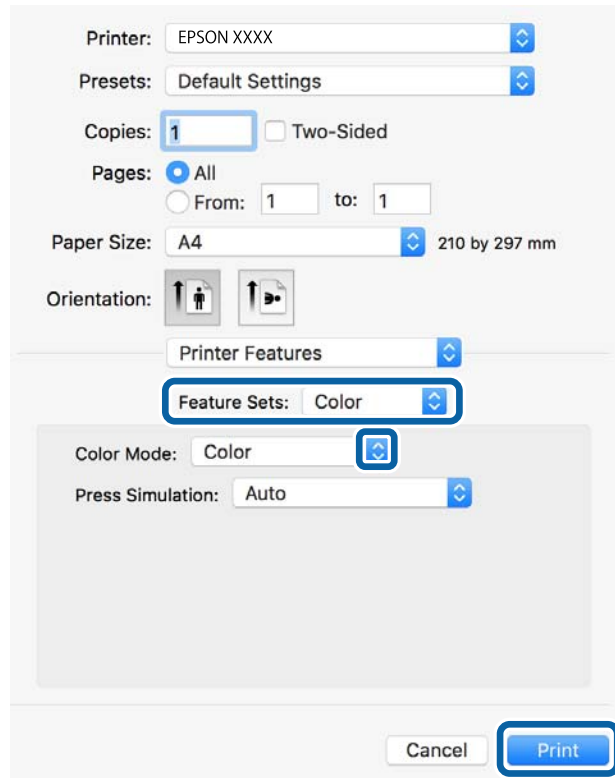 Printer: EPSON XXXX
Presets: Default Settings
Copies: 1 Two-Sided
Pages: All
From: 1 to: 1
Paper Size: A4 210 by 297 mm
Orientation:
Printer Features
Feature Sets: Color
Color Mode: Color
Press Simulation: Auto
Cancel Print